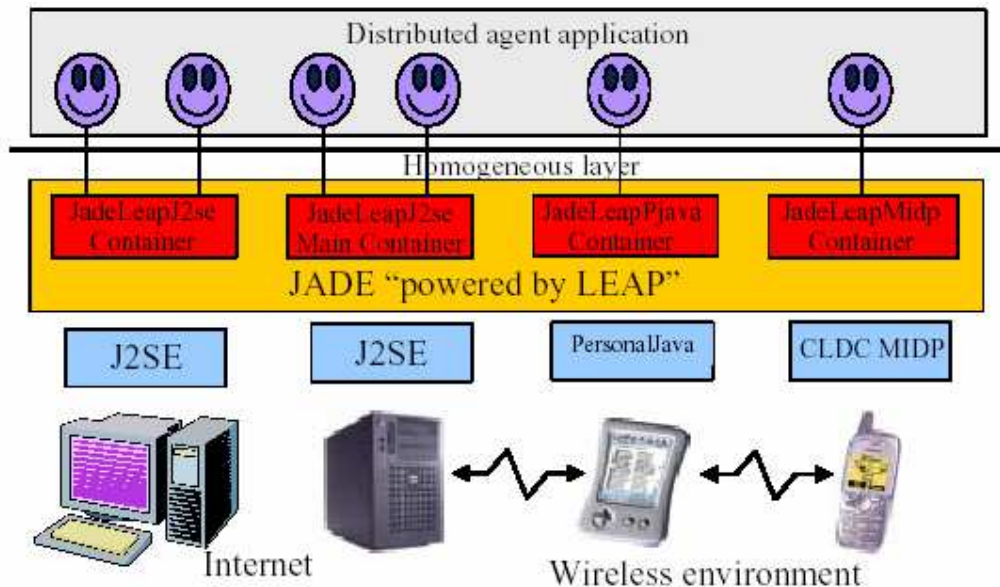 Distributed agent application
Homogeneous layer
JadeLeapJ2se
Container
JadeLeapJ2se
Main Container
JadeLeapPjava
Container
JadeLeapMidp
Container
JADE “powered by LEAP”
J2SE
J2SE
PersonalJava
CLDC MIDP
Internet
Wireless environment